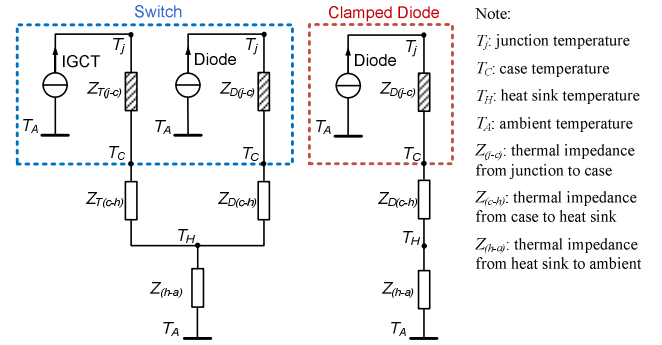 Switch
Clamped Diode
Note:
Tj
Tj
Tj
Tj: junction temperature
IGCT
Diode
Diode
TC: case temperature
ZT(j-c)
ZD(j-c)
ZD(j-c)
TH: heat sink temperature
TA
TA
TA
TA: ambient temperature
TC
TC
TC
Z(j-c): thermal impedance
from junction to case
ZT(c-h)
ZD(c-h)
ZD(c-h)
Z(c-h): thermal impedance
from case to heat sink
TH
TH
Z(h-a): thermal impedance
from heat sink to ambient
Z(h-a)
Z(h-a)
TA
TA